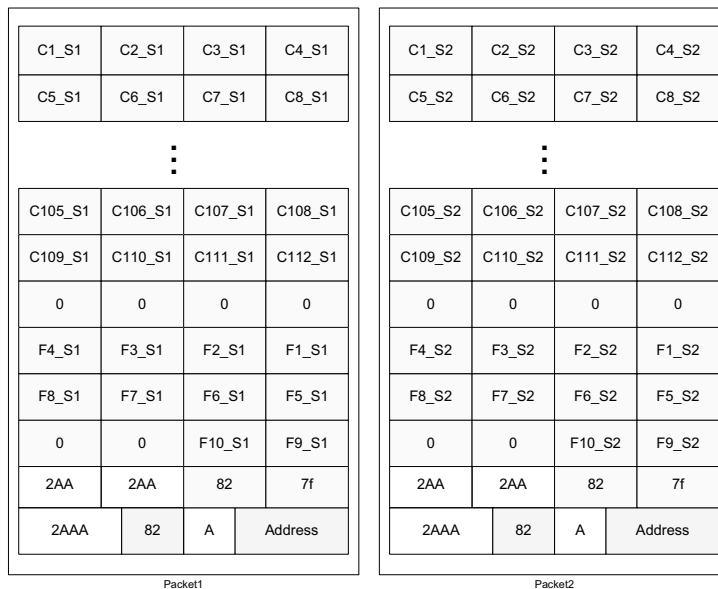 C1_S1 C2_S1 C3_S1 C4_S1
C5_S1 C6_S1 C7_S1 C8_S1
⋮
C105_S1 C106_S1 C107_S1 C108_S1
C109_S1 C110_S1 C111_S1 C112_S1
0 0 0 0
F4_S1 F3_S1 F2_S1 F1_S1
F8_S1 F7_S1 F6_S1 F5_S1
0 0 F10_S1 F9_S1
2AA 2AA 82 7f
2AAA 82 A Address
Packet1
C1_S2 C2_S2 C3_S2 C4_S2
C5_S2 C6_S2 C7_S2 C8_S2
⋮
C105_S2 C106_S2 C107_S2 C108_S2
C109_S2 C110_S2 C111_S2 C112_S2
0 0 0 0
F4_S2 F3_S2 F2_S2 F1_S2
F8_S2 F7_S2 F6_S2 F5_S2
0 0 F10_S2 F9_S2
2AA 2AA 82 7f
2AAA 82 A Address
Packet2